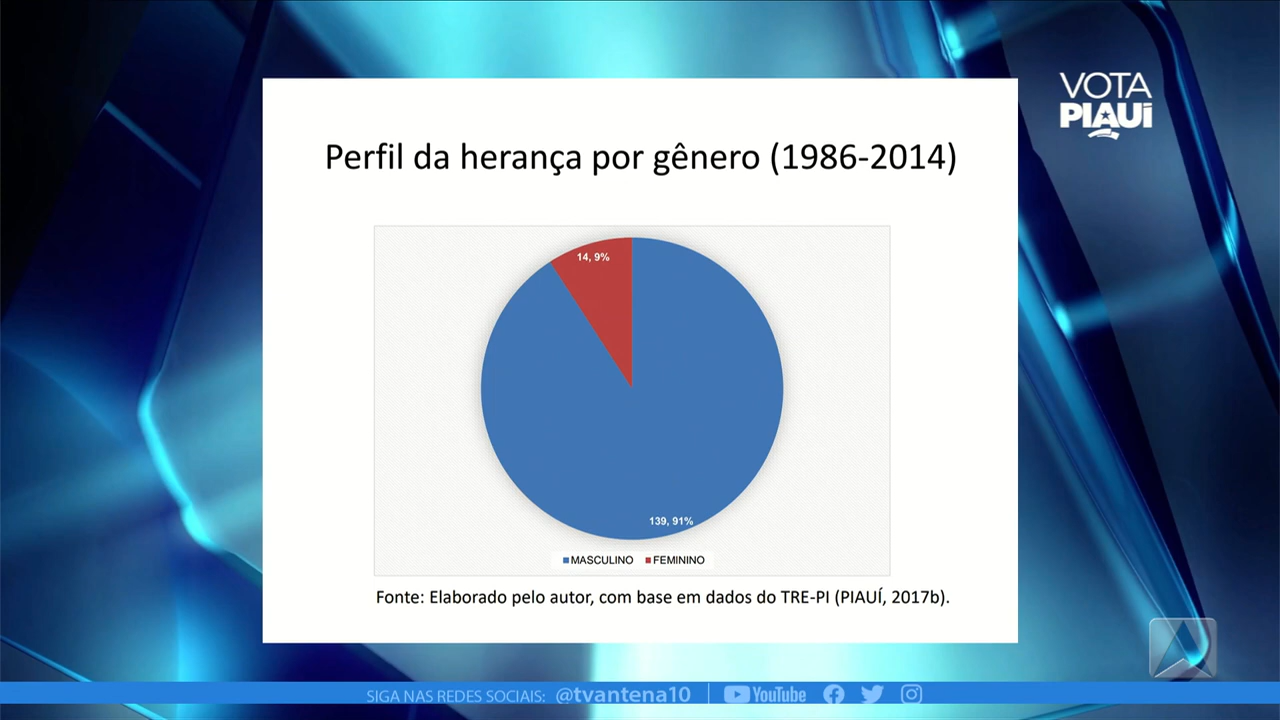 VOTA
PIAUÍ
Perfil da herança por gênero (1986-2014)
14, 9%
139, 91%
MASCULINO FEMININO
Fonte: Elaborado pelo autor, com base em dados do TRE-PI (PIAUÍ, 2017b).
SIGA NAS REDES SOCIAIS: @tvantena10 YouTube